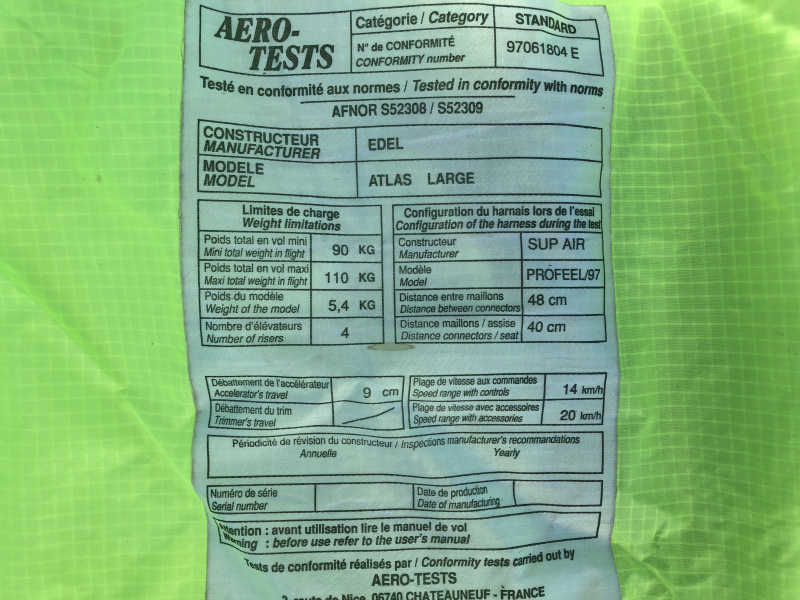 AERO-
TESTS
Catégorie / Category STANDARD
N° de CONFORMITÉ
CONFORMITY number
97061804 E
Testé en conformité aux normes / Tested in conformity with norms
AFNOR S52308 / S52309
CONSTRUCTEUR
MANUFACTURER
EDEL
MODELE
MODEL
ATLAS LARGE
Limites de charge
Weight limitations
Poids total en vol mini
Mini total weight in flight
90 KG
Poids total en vol maxi
Maxi total weight in flight
110 KG
Poids du modèle
Weight of the model
5,4 KG
Nombre d'élévateurs
Number of risers
4
Configuration du harnais lors de l'essai
Configuration of the harness during the test
Constructeur
Manufacturer
SUP AIR
Modèle
Model
PROFEEL/97
Distance entre maillons
Distance between connectors
48 cm
Distance maillons / assise
Distance connectors / seat
40 cm
Débattement de l'accélérateur
Accelerator's travel
9 cm
Débattement du trim
Trimmer's travel
Plage de vitesse aux commandes
Speed range with controls
14 km/h
Plage de vitesse avec accessoires
Speed range with accessories
20 km/h
Périodicité de révision du constructeur / Inspections manufacturer's recommandations
Annuelle Yearly
Numéro de série
Serial number
Date de production
Date of manufacturing
Attention : avant utilisation lire le manuel de vol
Warning : before use refer to the user's manual
Tests de conformité réalisés par / Conformity tests carried out by
AERO-TESTS
route de Nice 06740 CHATEAUNEUF - FRANCE